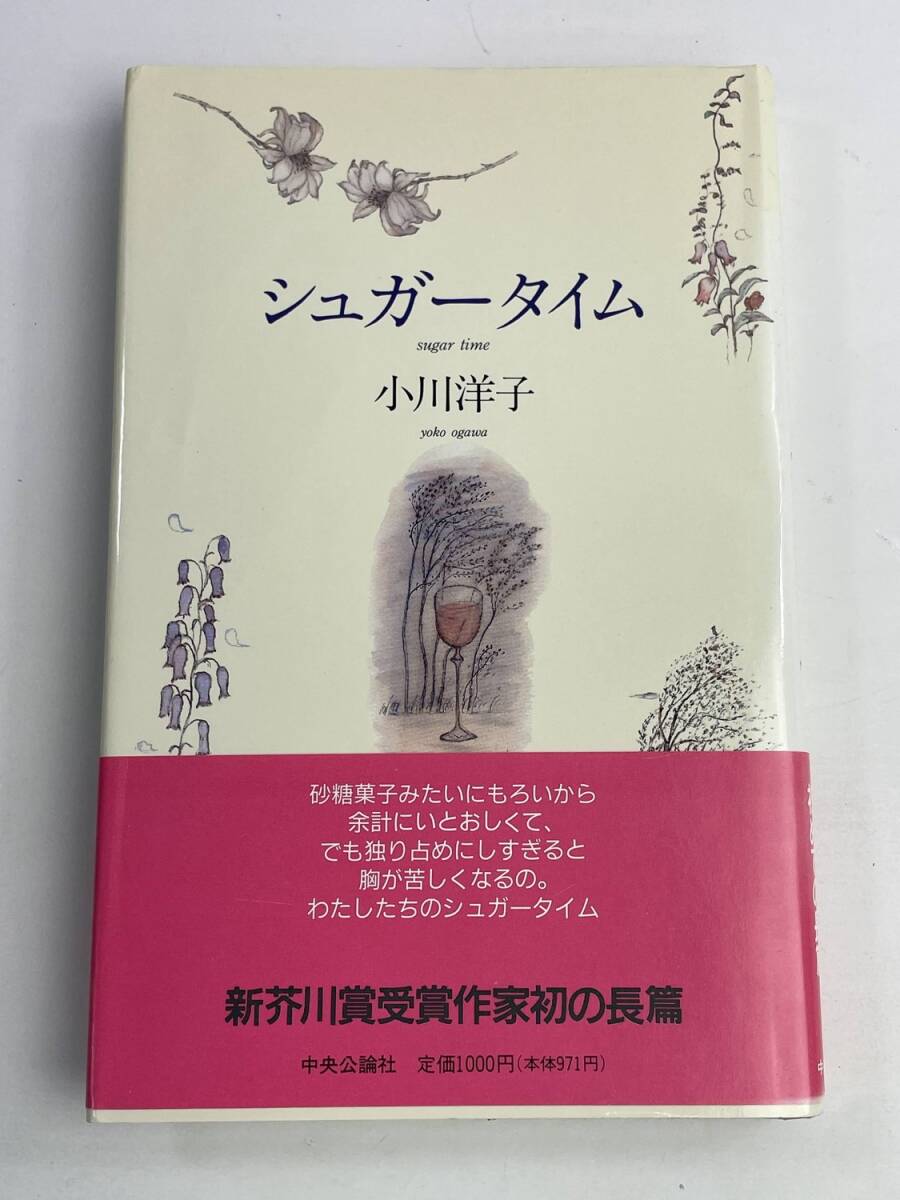 シュガータイム
sugar time
小川洋子
yoko ogawa
砂糖菓子みたいにもろいから
余計にいとおしくて、
でも独り占めにしすぎると
胸が苦しくなるの。
わたしたちのシュガータイム
新芥川賞受賞作家初の長篇
中央公論社 定価1000円(本体971円)